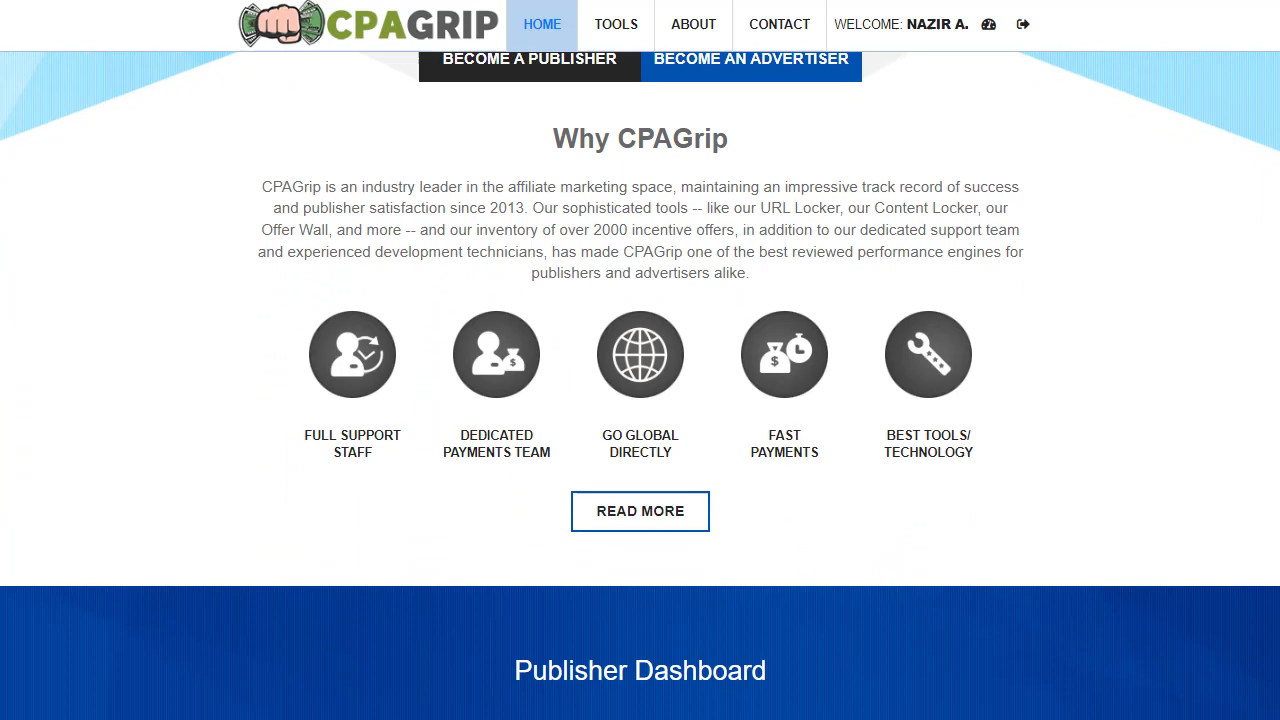 CPAGRIP
HOME
TOOLS
ABOUT
CONTACT
WELCOME: NAZIR A.
BECOME A PUBLISHER
BECOME AN ADVERTISER
Why CPAGrip
CPAGrip is an industry leader in the affiliate marketing space, maintaining an impressive track record of success
and publisher satisfaction since 2013. Our sophisticated tools -- like our URL Locker, our Content Locker, our
Offer Wall, and more -- and our inventory of over 2000 incentive offers, in addition to our dedicated support team
and experienced development technicians, has made CPAGrip one of the best reviewed performance engines for
publishers and advertisers alike.
FULL SUPPORT
STAFF
DEDICATED
PAYMENTS TEAM
GO GLOBAL
DIRECTLY
FAST
PAYMENTS
BEST TOOLS/
TECHNOLOGY
READ MORE
Publisher Dashboard